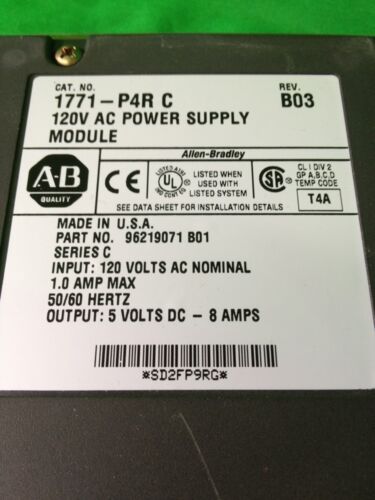 CAT. NO.
REV.
1771-P4R C
B03
120V AC POWER SUPPLY
MODULE
Allen-Bradley
A-B
QUALITY
CE
UL
LISTED
LISTED WHEN
USED WITH
LISTED SYSTEM
SA
CL I DIV 2
GP A,B,C,D
TEMP CODE
T4A
SEE DATA SHEET FOR INSTALLATION DETAILS
MADE IN U.S.A.
PART NO. 96219071 B01
SERIES C
INPUT: 120 VOLTS AC NOMINAL
1.0 AMP MAX
50/60 HERTZ
OUTPUT: 5 VOLTS DC - 8 AMPS
*SD2FP9RG*